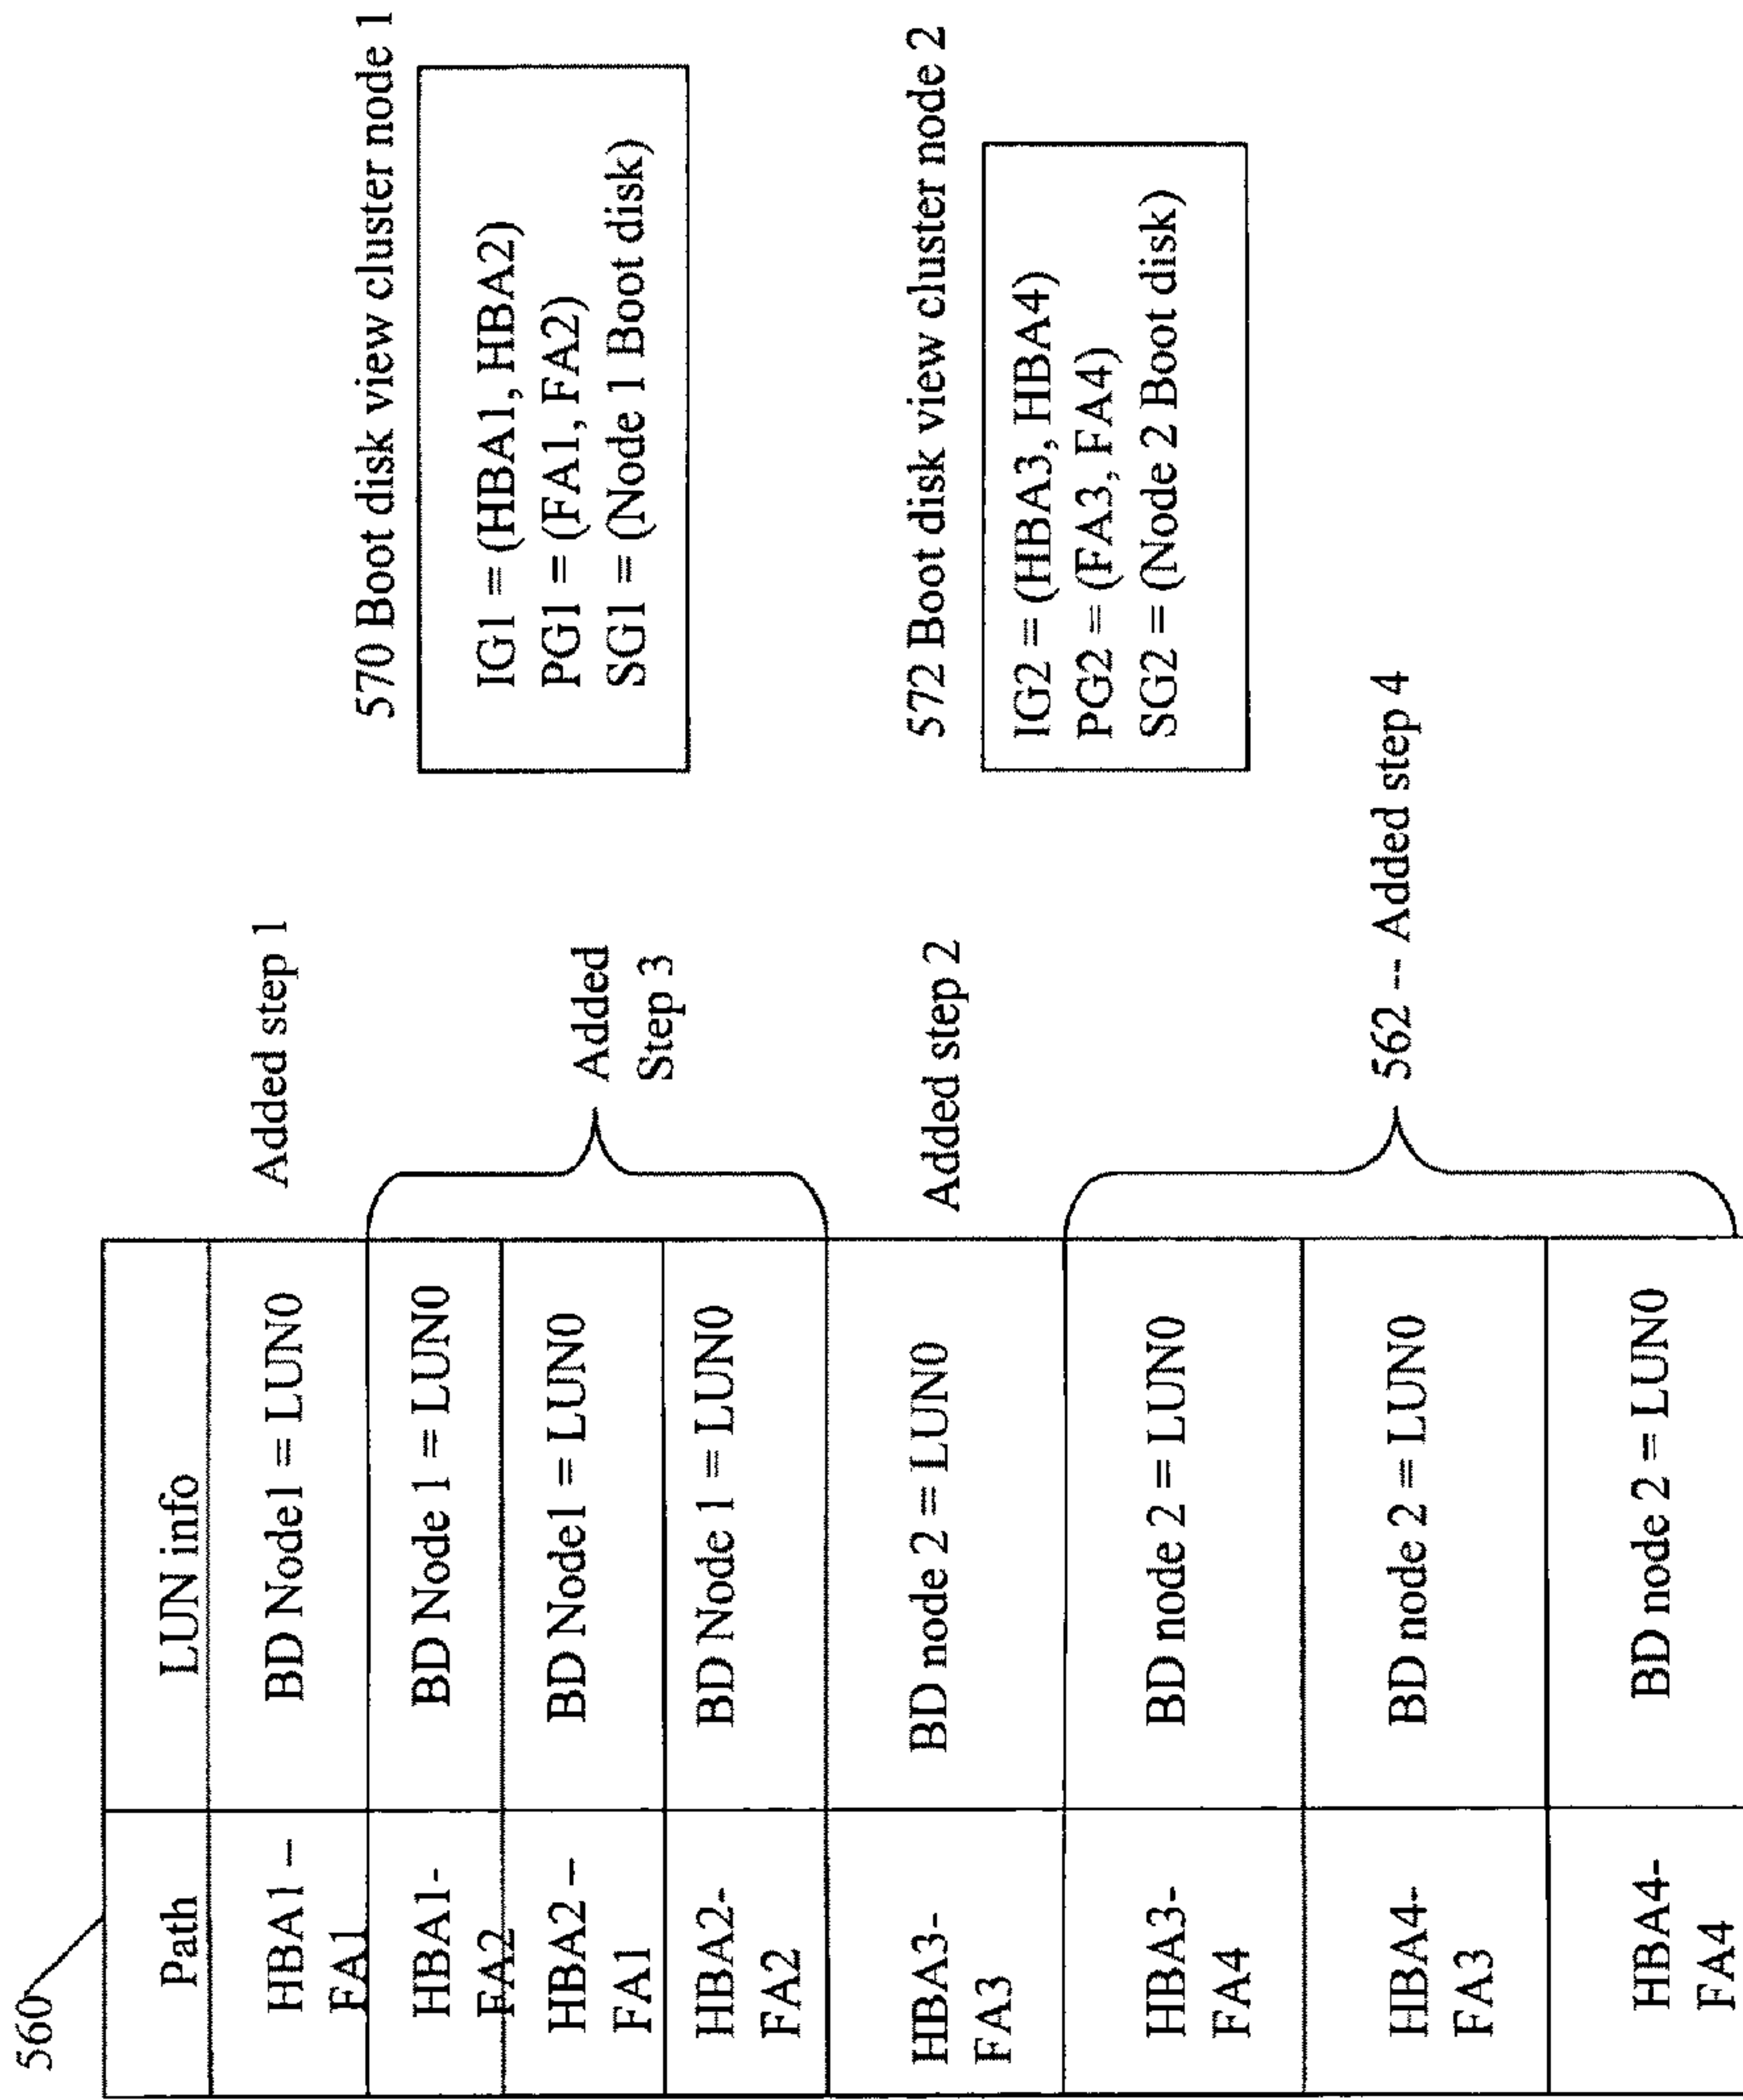 560
Path
LUN info
HBA1 –
FA1
BD Node1 = LUN0
Added step 1
HBA1-
FA2
BD Node 1 = LUN0
HBA2 –
FA1
BD Node1 = LUN0
HBA2-
FA2
BD Node 1 = LUN0
Added
Step 3
HBA3-
FA3
BD node 2 = LUN0
Added step 2
HBA3-
FA4
BD node 2 = LUN0
HBA4-
FA3
BD node 2 = LUN0
HBA4-
FA4
BD node 2 = LUN0
562 -- Added step 4
570 Boot disk view cluster node 1
IG1 = (HBA1, HBA2)
PG1 = (FA1, FA2)
SG1 = (Node 1 Boot disk)
572 Boot disk view cluster node 2
IG2 = (HBA3, HBA4)
PG2 = (FA3, FA4)
SG2 = (Node 2 Boot disk)